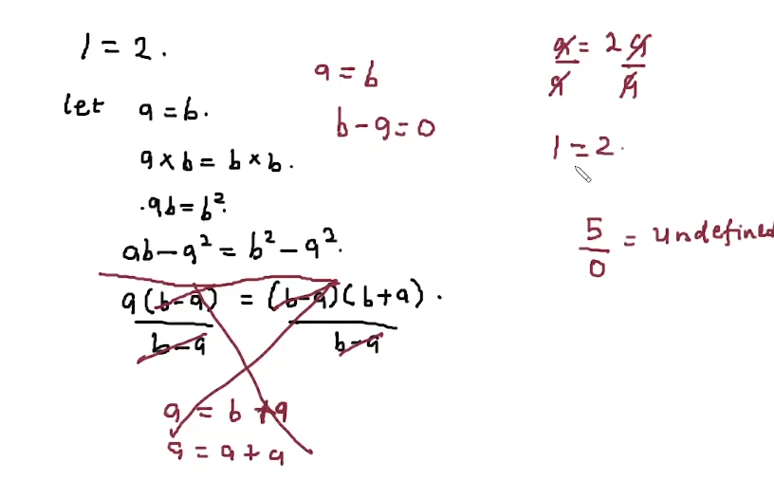 1 = 2.
let a = b.
a × b = b × b.
ab = b².
ab − a² = b² − a².
a(b−a) = (b−a)(b+a).
b−a b−a
a = b + a
a = a + a
a = b
b − a = 0
a = 2a
a a
1 = 2.
5
0
= undefined